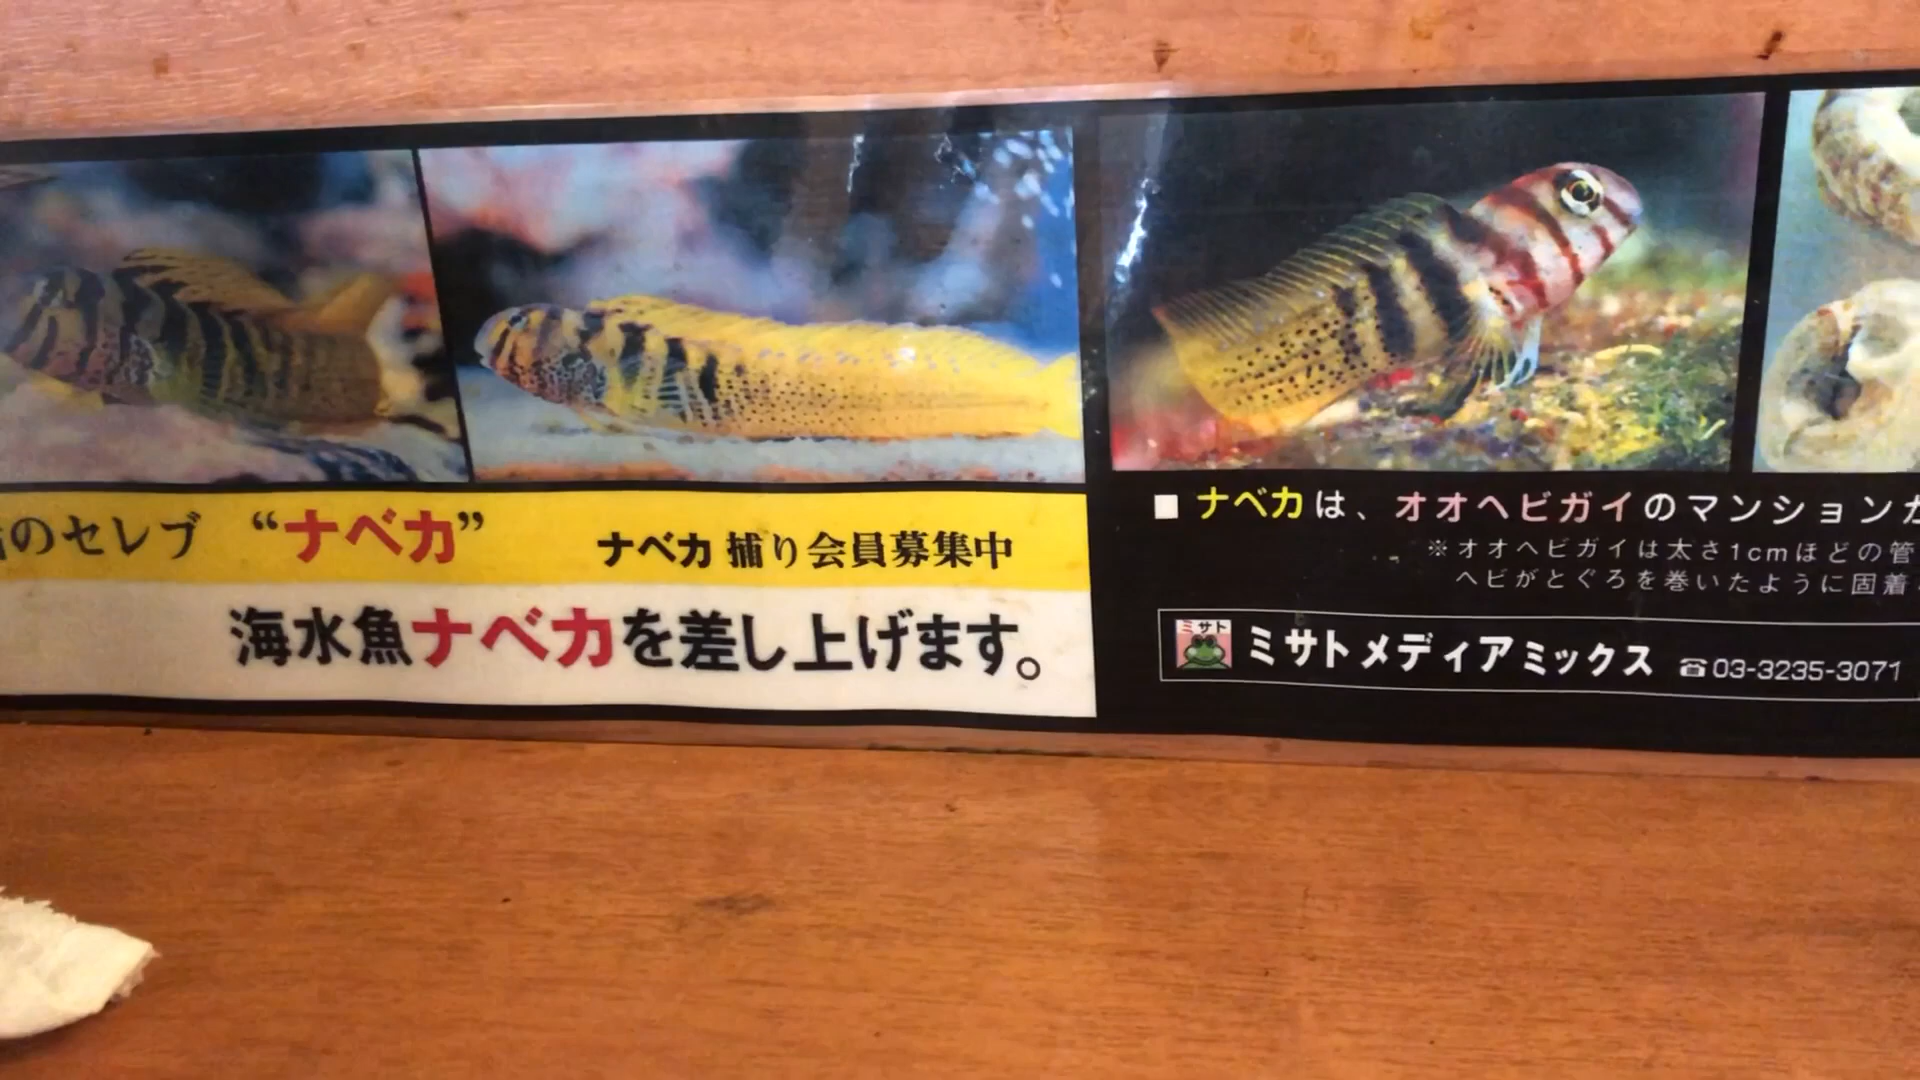 のセレブ “ナベカ” ナベカ捕り会員募集中
海水魚ナベカを差し上げます。
■ ナベカは、オオヘビガイのマンション
※オオヘビガイは太さ1cmほどの管
ヘビがとぐろを巻いたように固着
ミサト
ミサトメディアミックス ☎03-3235-3071